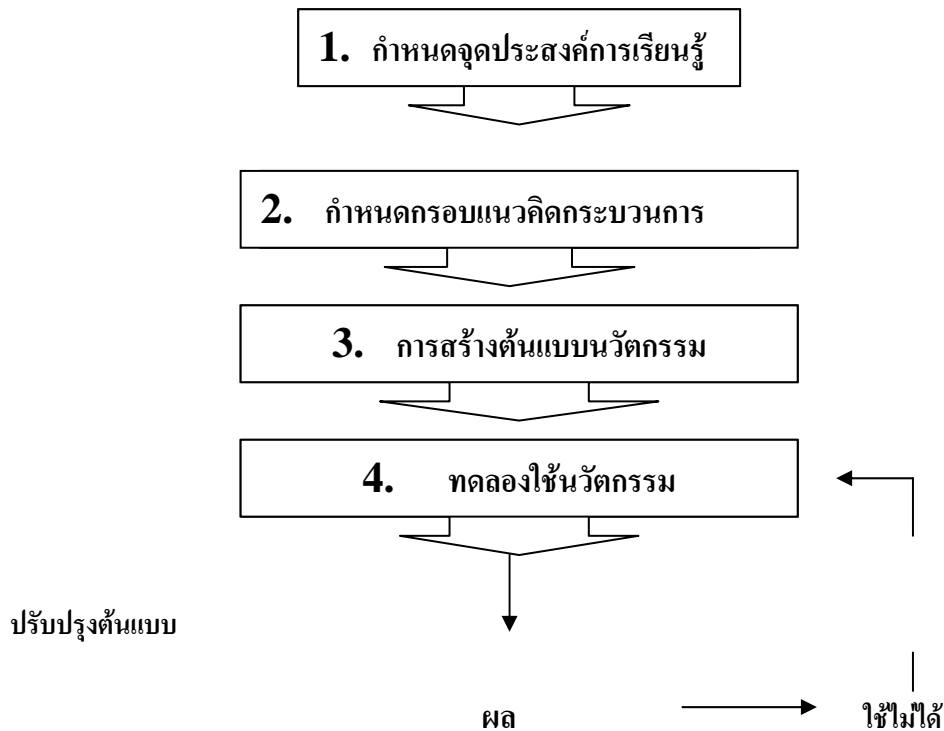 1. กำหนดจุดประสงค์การเรียนรู้
2. กำหนดกรอบแนวคิดกระบวนการ
3. การสร้างต้นแบบนวัตกรรม
4. ทดลองใช้นวัตกรรม
ปรับปรุงต้นแบบ
ผล ใช้ไม่ได้